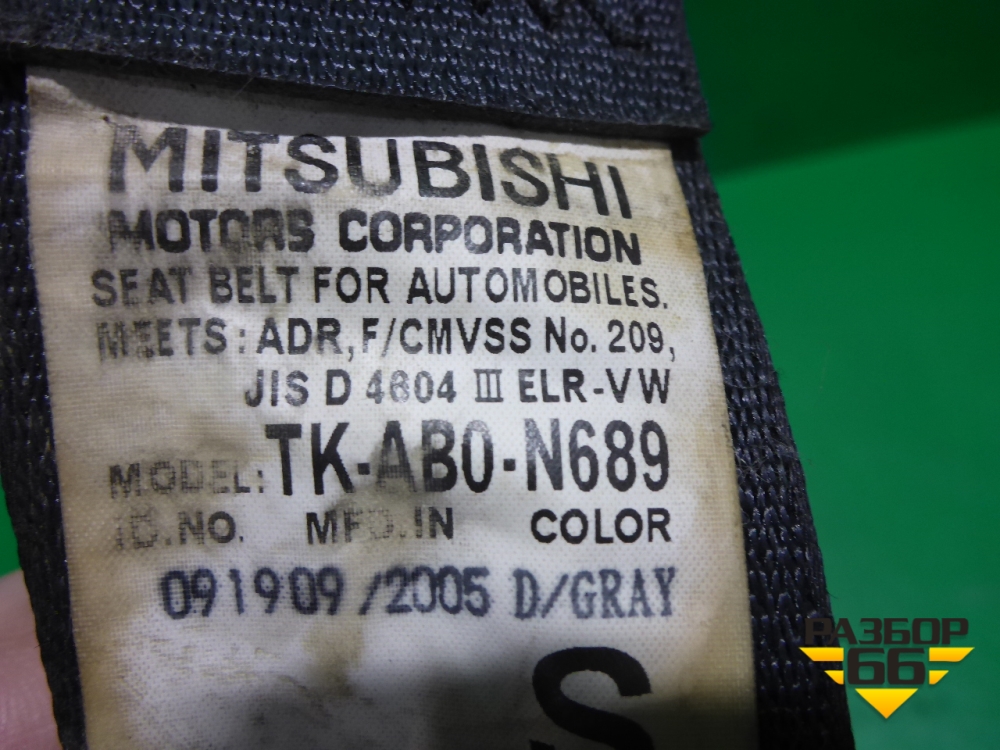 MITSUBISHI
MOTORS CORPORATION
SEAT BELT FOR AUTOMOBILES.
MEETS: ADR, F/CMVSS No. 209,
JIS D 4604 III ELR-VW
MODEL: TK-AB0-N689
ID.NO. MFD.IN COLOR
091909/2005 D/GRAY
S
РАЗБОР
66